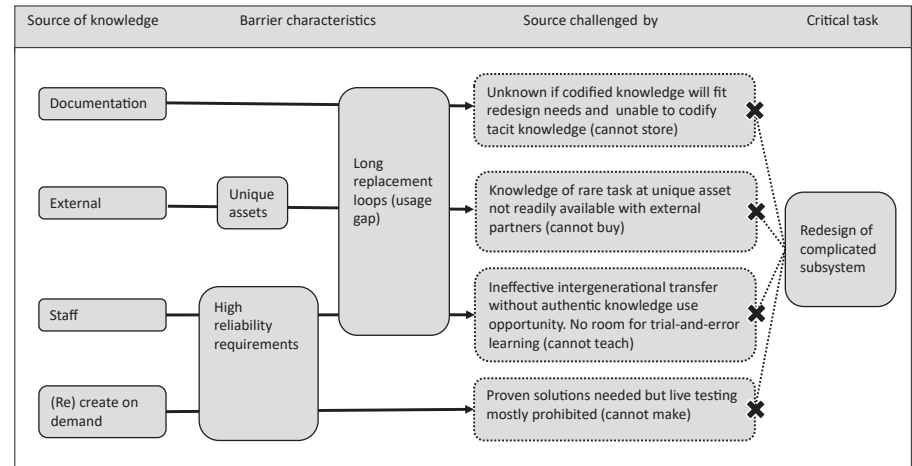 Source of knowledge
Barrier characteristics
Source challenged by
Critical task
Documentation
Long
replacement
loops (usage
gap)
Unknown if codified knowledge will fit
redesign needs and unable to codify
tacit knowledge (cannot store)
External
Unique
assets
Knowledge of rare task at unique asset
not readily available with external
partners (cannot buy)
Redesign of
complicated
subsystem
Staff
High
reliability
requirements
Ineffective intergenerational transfer
without authentic knowledge use
opportunity. No room for trial-and-error
learning (cannot teach)
(Re) create on
demand
Proven solutions needed but live testing
mostly prohibited (cannot make)